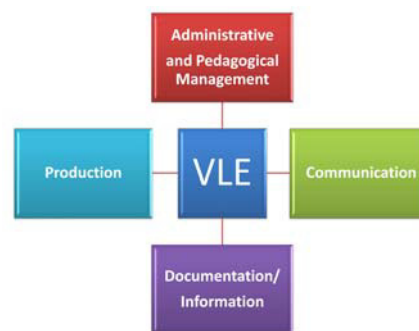 Administrative
and Pedagogical
Management
Production
VLE
Communication
Documentation/
Information